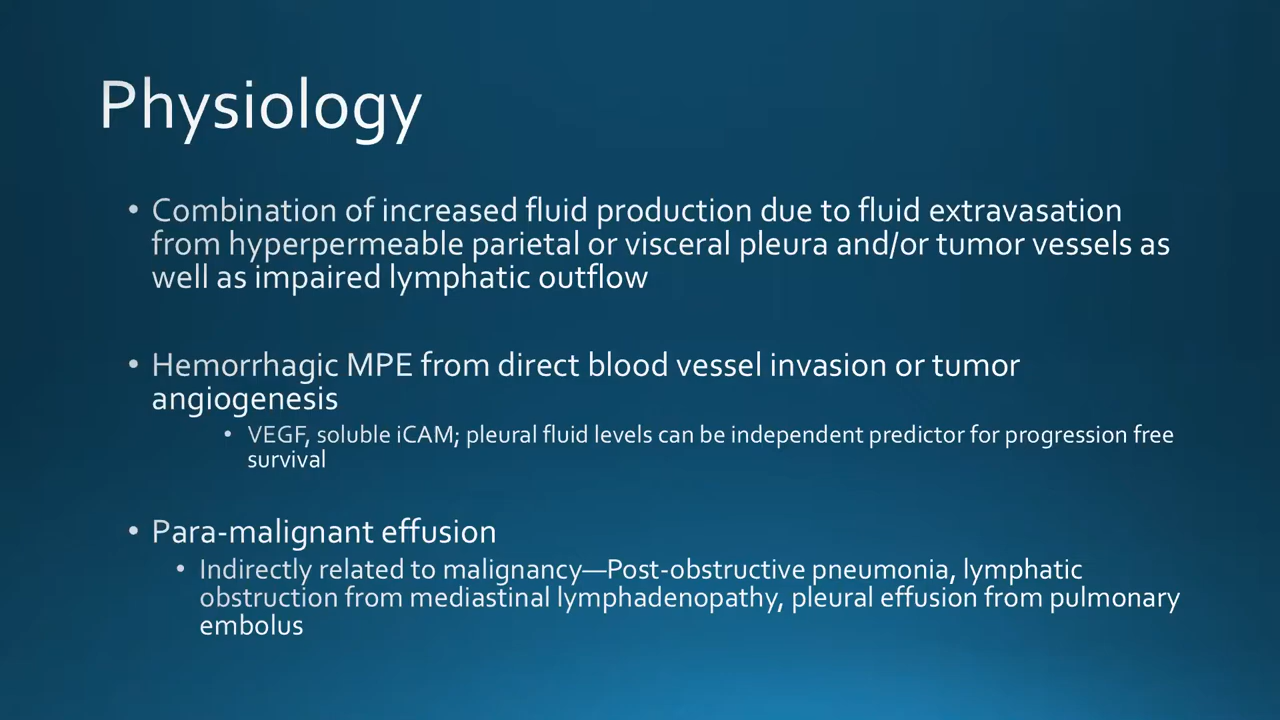 Physiology
• Combination of increased fluid production due to fluid extravasation
from hyperpermeable parietal or visceral pleura and/or tumor vessels as
well as impaired lymphatic outflow
• Hemorrhagic MPE from direct blood vessel invasion or tumor
angiogenesis
• VEGF, soluble iCAM; pleural fluid levels can be independent predictor for progression free
survival
• Para-malignant effusion
• Indirectly related to malignancy—Post-obstructive pneumonia, lymphatic
obstruction from mediastinal lymphadenopathy, pleural effusion from pulmonary
embolus